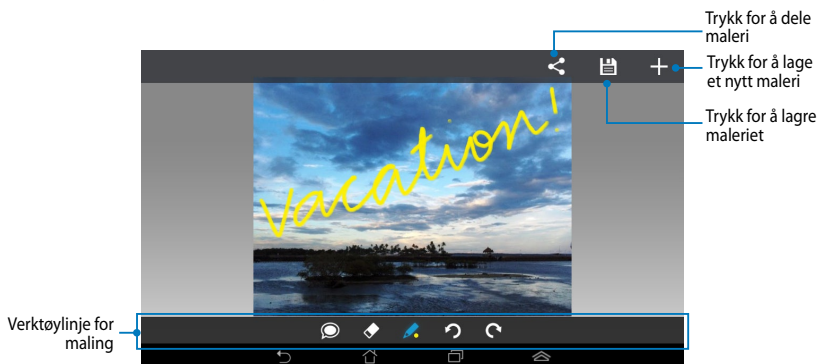 Trykk for å dele
maleri
Trykk for å lage
et nytt maleri
Trykk for å lagre
maleriet
vacation!
Verktøylinje for
maling